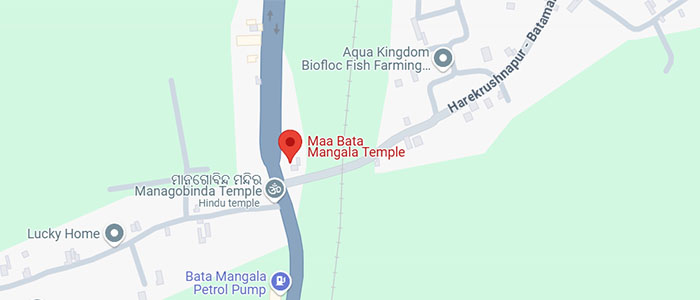 Aqua Kingdom
Biofloc Fish Farming...
Harekrushnapur - Batama
Maa Bata
Mangala Temple
ମାନଗୋବିନ୍ଦ ମନ୍ଦିର
Managobinda Temple
Hindu temple
Lucky Home
Bata Mangala
Petrol Pump